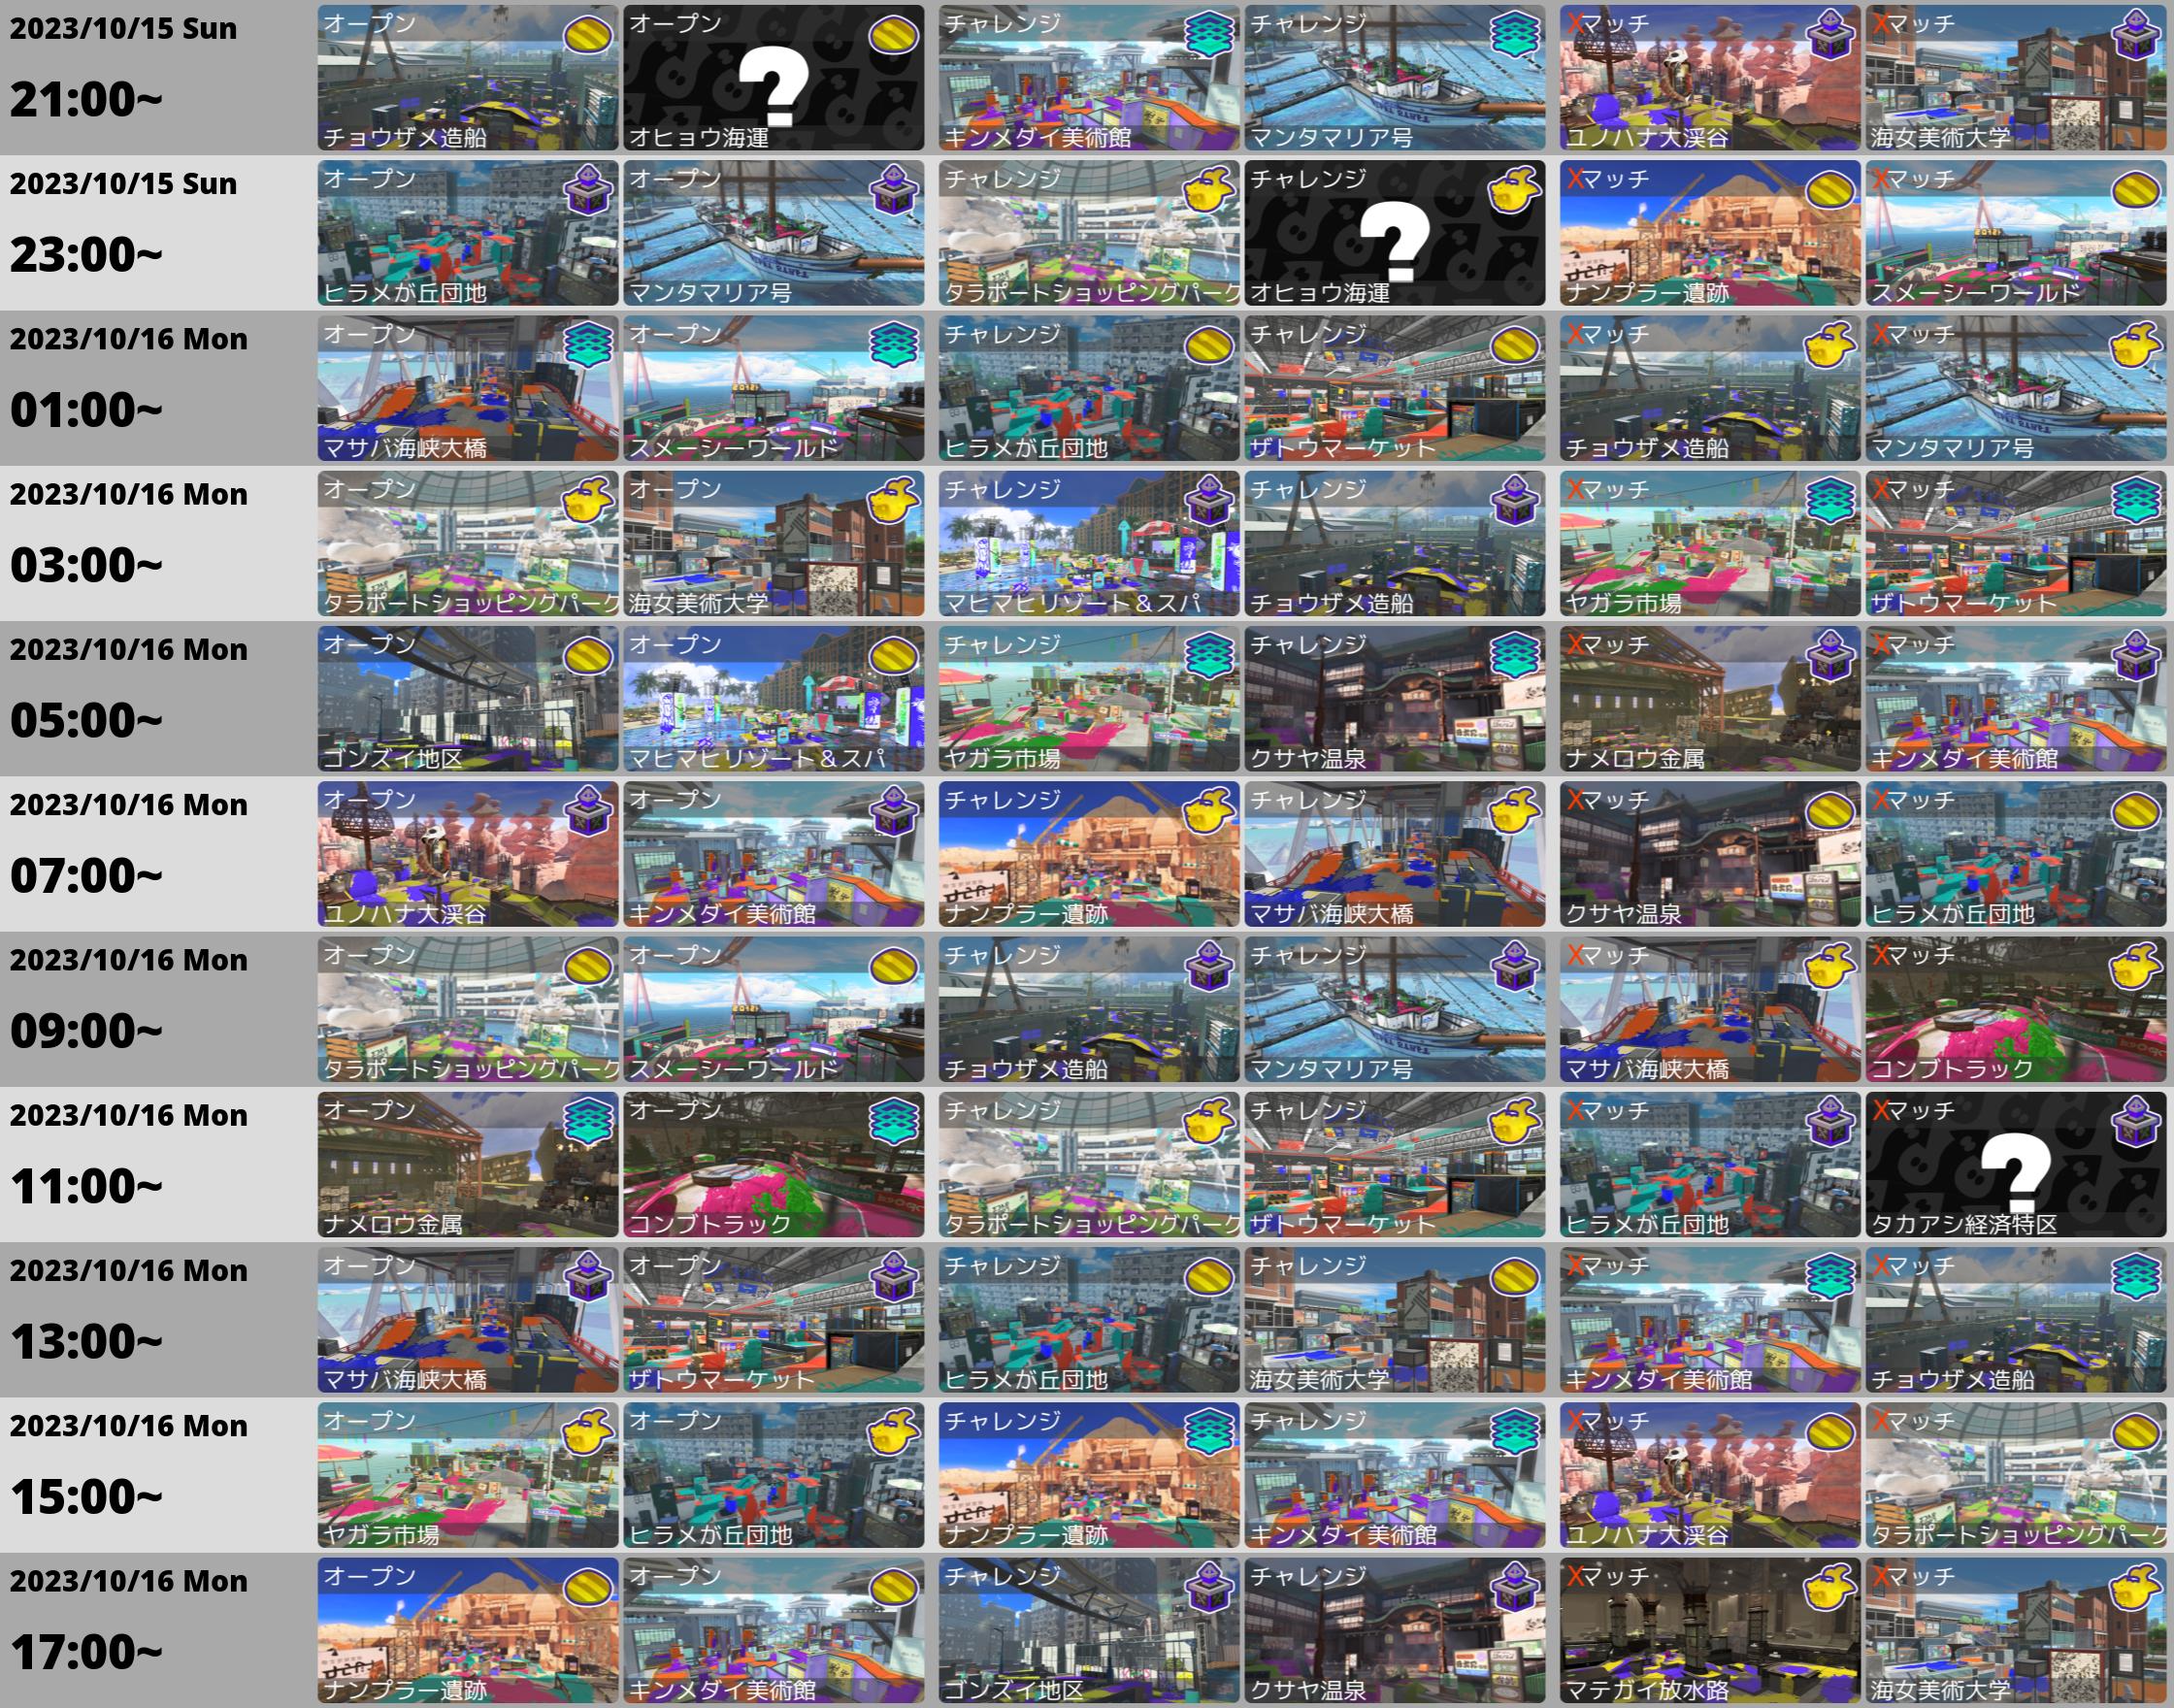 2023/10/15 Sun
21:00~
オープン
チョウザメ造船
オープン
?
オヒョウ海運
チャレンジ
キンメダイ美術館
チャレンジ
マンタマリア号
Xマッチ
ユノハナ大渓谷
Xマッチ
海女美術大学
2023/10/15 Sun
23:00~
オープン
ヒラメが丘団地
オープン
マンタマリア号
チャレンジ
タラポートショッピングパーク
チャレンジ
?
オヒョウ海運
Xマッチ
ナンプラー遺跡
Xマッチ
スメーシーワールド
2023/10/16 Mon
01:00~
オープン
マサバ海峡大橋
オープン
スメーシーワールド
チャレンジ
ヒラメが丘団地
チャレンジ
ザトウマーケット
Xマッチ
チョウザメ造船
Xマッチ
マンタマリア号
2023/10/16 Mon
03:00~
オープン
タラポートショッピングパーク
オープン
海女美術大学
チャレンジ
マヒマヒリゾート＆スパ
チャレンジ
チョウザメ造船
Xマッチ
ヤガラ市場
Xマッチ
ザトウマーケット
2023/10/16 Mon
05:00~
オープン
ゴンズイ地区
オープン
マヒマヒリゾート＆スパ
チャレンジ
ヤガラ市場
チャレンジ
クサヤ温泉
Xマッチ
ナメロウ金属
Xマッチ
キンメダイ美術館
2023/10/16 Mon
07:00~
オープン
ユノハナ大渓谷
オープン
キンメダイ美術館
チャレンジ
ナンプラー遺跡
チャレンジ
マサバ海峡大橋
Xマッチ
クサヤ温泉
Xマッチ
ヒラメが丘団地
2023/10/16 Mon
09:00~
オープン
タラポートショッピングパーク
オープン
スメーシーワールド
チャレンジ
チョウザメ造船
チャレンジ
マンタマリア号
Xマッチ
マサバ海峡大橋
Xマッチ
コンブトラック
2023/10/16 Mon
11:00~
オープン
ナメロウ金属
オープン
コンブトラック
チャレンジ
タラポートショッピングパーク
チャレンジ
ザトウマーケット
Xマッチ
ヒラメが丘団地
Xマッチ
?
タカアシ経済特区
2023/10/16 Mon
13:00~
オープン
マサバ海峡大橋
オープン
ザトウマーケット
チャレンジ
ヒラメが丘団地
チャレンジ
海女美術大学
Xマッチ
キンメダイ美術館
Xマッチ
チョウザメ造船
2023/10/16 Mon
15:00~
オープン
ヤガラ市場
オープン
ヒラメが丘団地
チャレンジ
ナンプラー遺跡
チャレンジ
キンメダイ美術館
Xマッチ
ユノハナ大渓谷
Xマッチ
タラポートショッピングパーク
2023/10/16 Mon
17:00~
オープン
ナンプラー遺跡
オープン
キンメダイ美術館
チャレンジ
ゴンズイ地区
チャレンジ
クサヤ温泉
Xマッチ
マテガイ放水路
Xマッチ
海女美術大学